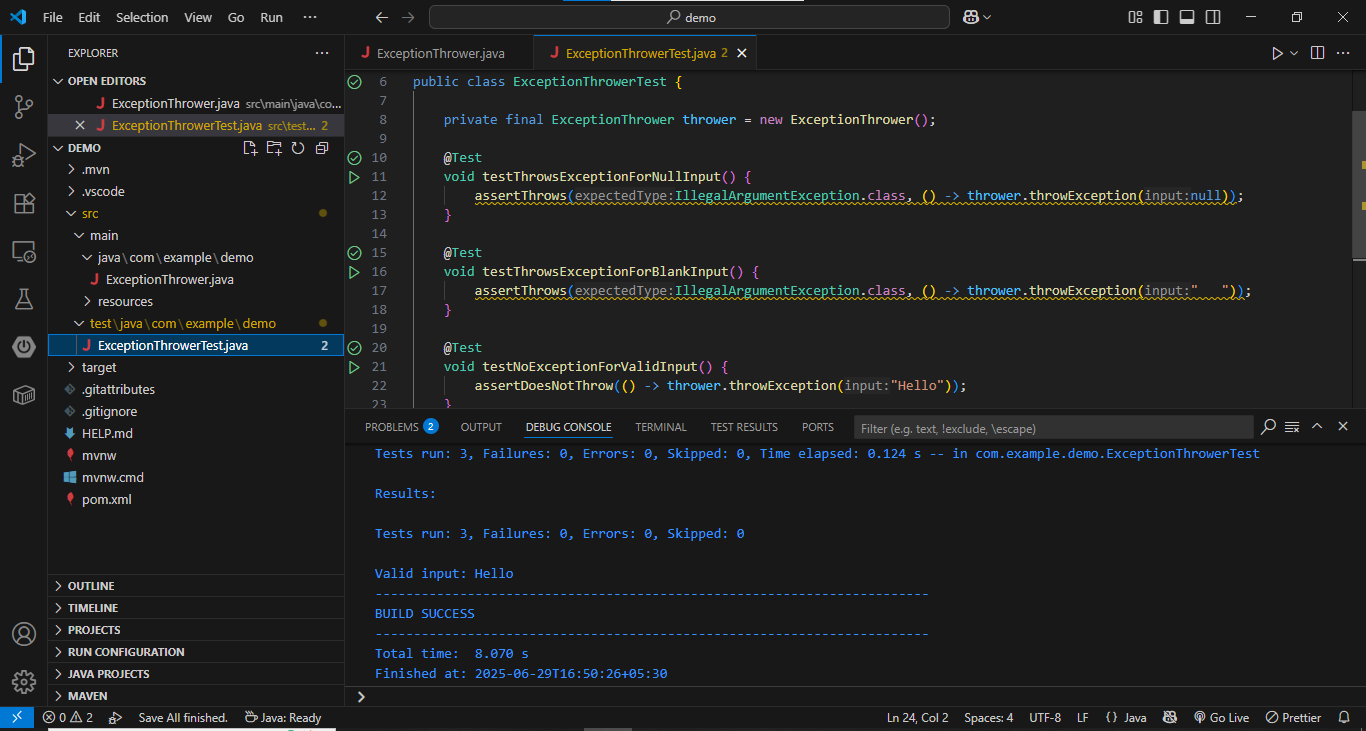 File Edit Selection View Go Run ··· demo
EXPLORER ···
OPEN EDITORS
ExceptionThrower.java src\main\java\co...
ExceptionThrowerTest.java src\test... 2
DEMO
.mvn
.vscode
src
main
java\com\example\demo
ExceptionThrower.java
resources
test\java\com\example\demo
ExceptionThrowerTest.java 2
target
.gitattributes
.gitignore
HELP.md
mvnw
mvnw.cmd
pom.xml
OUTLINE
TIMELINE
PROJECTS
RUN CONFIGURATION
JAVA PROJECTS
MAVEN
ExceptionThrower.java ExceptionThrowerTest.java 2
6 public class ExceptionThrowerTest {
7
8 private final ExceptionThrower thrower = new ExceptionThrower();
9
10 @Test
11 void testThrowsExceptionForNullInput() {
12 assertThrows(expectedType:IllegalArgumentException.class, () -> thrower.throwException(input:null));
13 }
14
15 @Test
16 void testThrowsExceptionForBlankInput() {
17 assertThrows(expectedType:IllegalArgumentException.class, () -> thrower.throwException(input:"   "));
18 }
19
20 @Test
21 void testNoExceptionForValidInput() {
22 assertDoesNotThrow(() -> thrower.throwException(input:"Hello"));
23 }
PROBLEMS 2 OUTPUT DEBUG CONSOLE TERMINAL TEST RESULTS PORTS Filter (e.g. text, !exclude, \escape)
Tests run: 3, Failures: 0, Errors: 0, Skipped: 0, Time elapsed: 0.124 s -- in com.example.demo.ExceptionThrowerTest
Results:
Tests run: 3, Failures: 0, Errors: 0, Skipped: 0
Valid input: Hello
------------------------------------------------------------------------
BUILD SUCCESS
------------------------------------------------------------------------
Total time:  8.070 s
Finished at: 2025-06-29T16:50:26+05:30
0 2 Save All finished. Java: Ready Ln 24, Col 2 Spaces: 4 UTF-8 LF {} Java Go Live Prettier